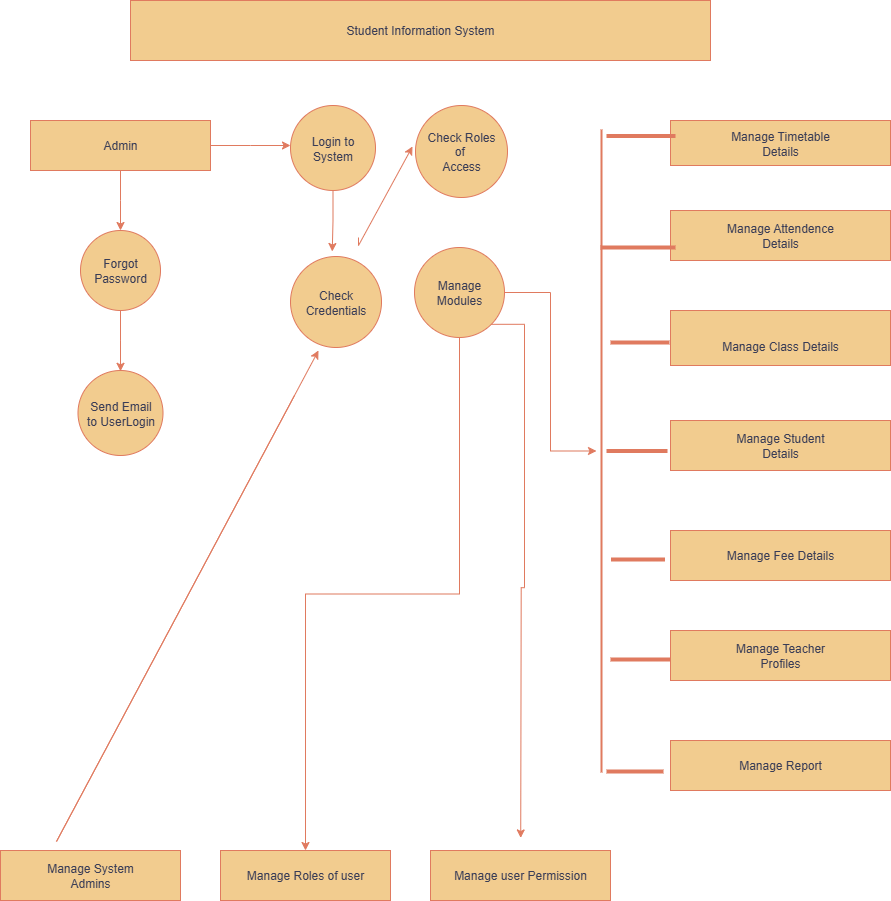 Student Information System
Admin
Login to
System
Check Roles
of
Access
Manage Timetable
Details
Manage Attendence
Details
Forgot
Password
Check
Credentials
Manage
Modules
Manage Class Details
Send Email
to UserLogin
Manage Student
Details
Manage Fee Details
Manage Teacher
Profiles
Manage Report
Manage System
Admins
Manage Roles of user
Manage user Permission